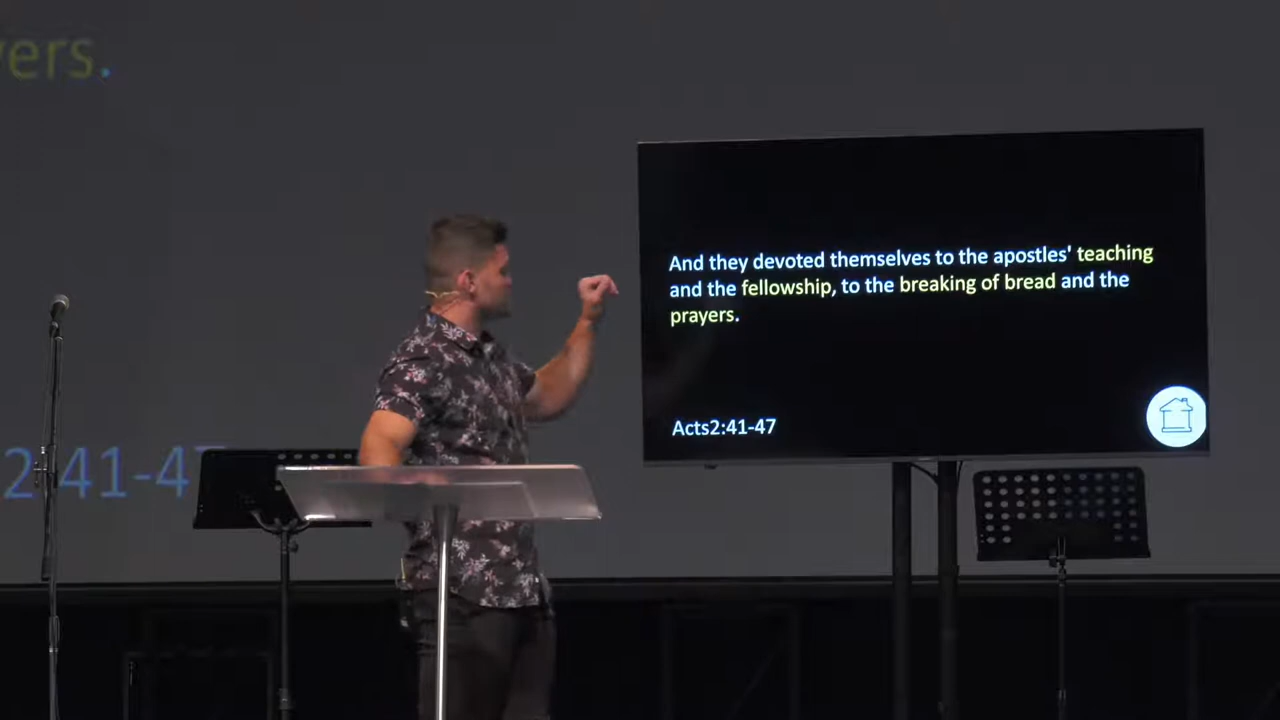 yers.
2:41-47
And they devoted themselves to the apostles' teaching
and the fellowship, to the breaking of bread and the
prayers.
Acts2:41-47